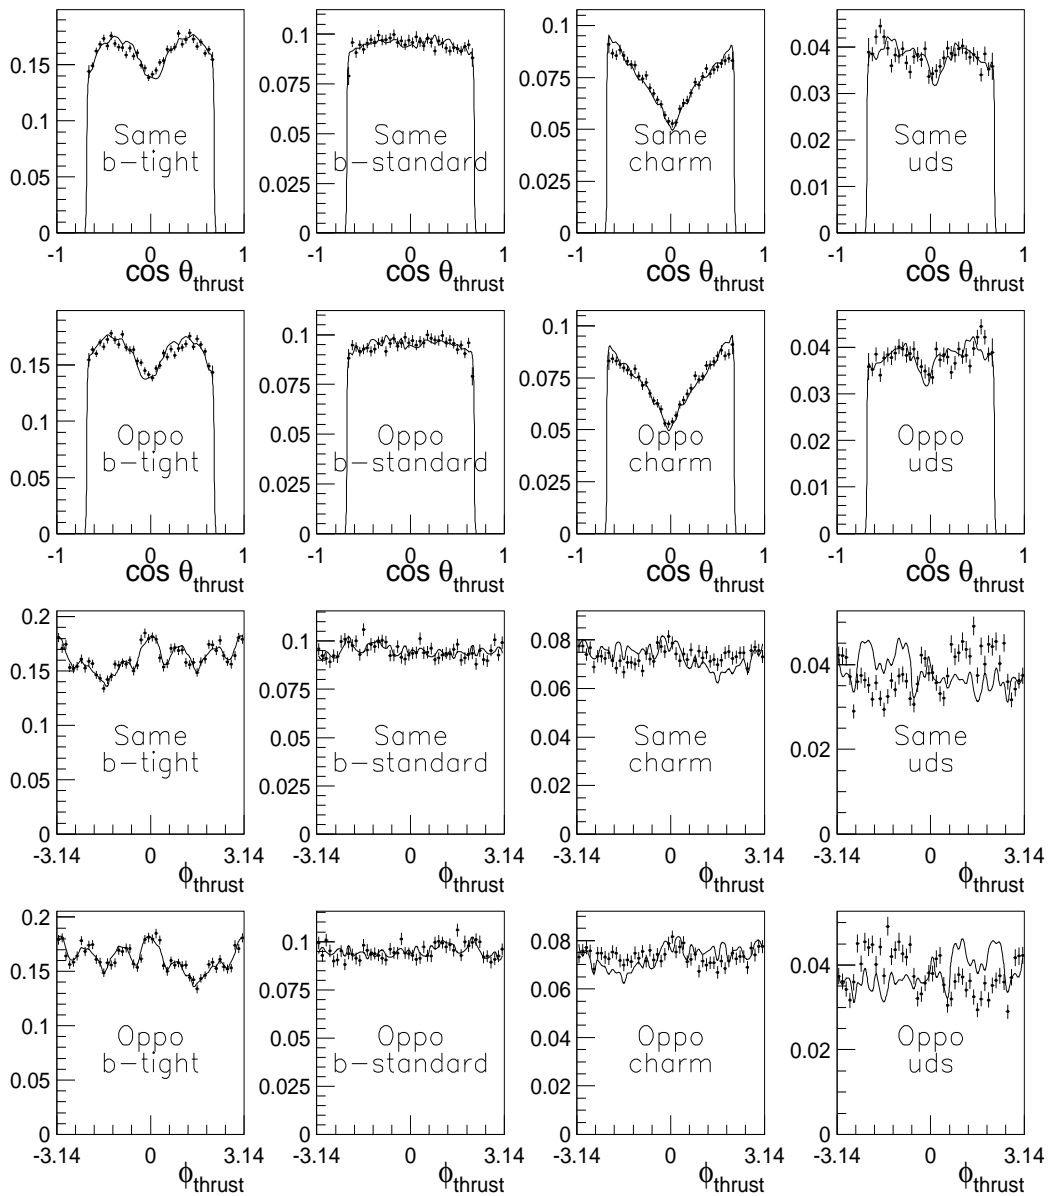 0.15
0.1
0.05
0
Same
b-tight
-1 0 1
cos θthrust
0.1
0.075
0.05
0.025
0
Same
b-standard
-1 0 1
cos θthrust
0.1
0.075
0.05
0.025
0
Same
charm
-1 0 1
cos θthrust
0.04
0.03
0.02
0.01
0
Same
uds
-1 0 1
cos θthrust
0.15
0.1
0.05
0
Oppo
b-tight
-1 0 1
cos θthrust
0.1
0.075
0.05
0.025
0
Oppo
b-standard
-1 0 1
cos θthrust
0.1
0.075
0.05
0.025
0
Oppo
charm
-1 0 1
cos θthrust
0.04
0.03
0.02
0.01
0
Oppo
uds
-1 0 1
cos θthrust
0.2
0.15
0.1
0.05
0
Same
b-tight
-3.14 0 3.14
ϕthrust
0.1
0.075
0.05
0.025
0
Same
b-standard
-3.14 0 3.14
ϕthrust
0.08
0.06
0.04
0.02
0
Same
charm
-3.14 0 3.14
ϕthrust
0.04
0.02
0
Same
uds
-3.14 0 3.14
ϕthrust
0.2
0.15
0.1
0.05
0
Oppo
b-tight
-3.14 0 3.14
ϕthrust
0.1
0.075
0.05
0.025
0
Oppo
b-standard
-3.14 0 3.14
ϕthrust
0.08
0.06
0.04
0.02
0
Oppo
charm
-3.14 0 3.14
ϕthrust
0.04
0.02
0
Oppo
uds
-3.14 0 3.14
ϕthrust